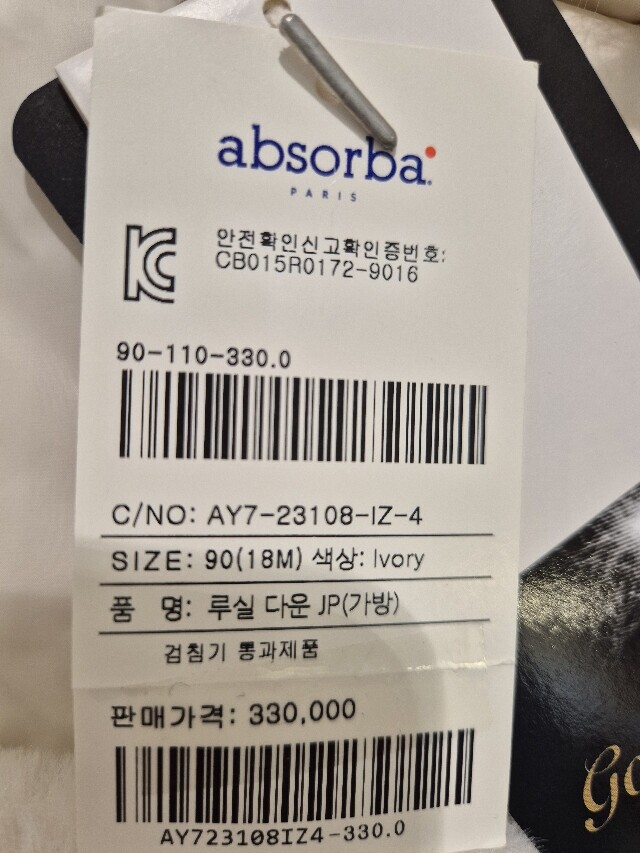 absorba
PARIS
안전확인신고확인증번호:
CB015R0172-9016
90-110-330.0
C/NO: AY7-23108-IZ-4
SIZE: 90(18M) 색상: Ivory
품 명: 루실 다운 JP(가방)
검침기 통과제품
판매가격: 330,000
AY723108IZ4-330.0